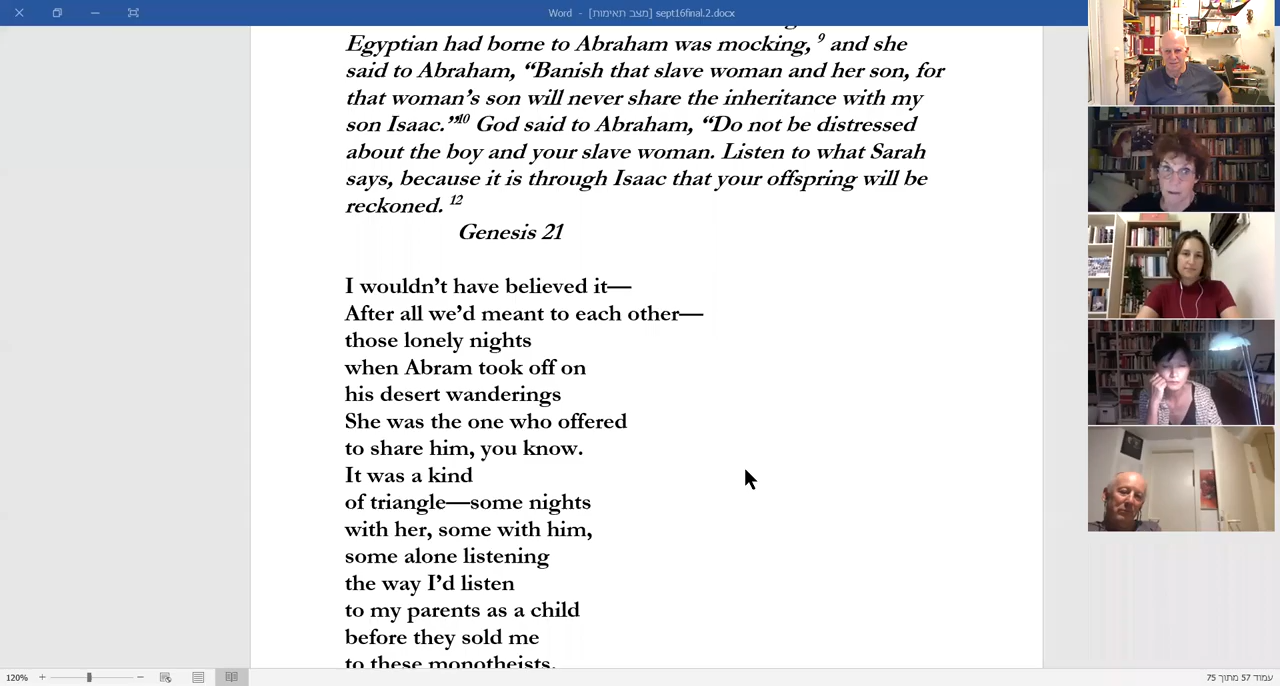 Word - [מצב תאימות] sept16final.2.docx
Egyptian had borne to Abraham was mocking, 9 and she
said to Abraham, “Banish that slave woman and her son, for
that woman’s son will never share the inheritance with my
son Isaac.”10 God said to Abraham, “Do not be distressed
about the boy and your slave woman. Listen to what Sarah
says, because it is through Isaac that your offspring will be
reckoned. 12
Genesis 21
I wouldn’t have believed it—
After all we’d meant to each other—
those lonely nights
when Abram took off on
his desert wanderings
She was the one who offered
to share him, you know.
It was a kind
of triangle—some nights
with her, some with him,
some alone listening
the way I’d listen
to my parents as a child
before they sold me
to these monotheists.
120%
עמוד 57 מתוך 75